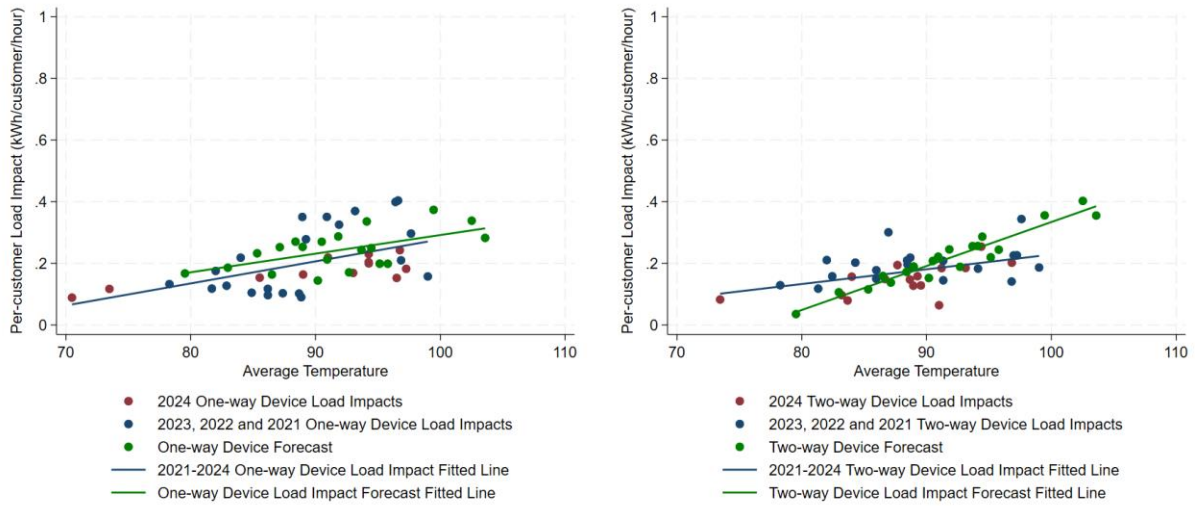 Per-customer Load Impact (kWh/customer/hour)
1
.8
.6
.4
.2
0
70 80 90 100 110
Average Temperature
2024 One-way Device Load Impacts
2023, 2022 and 2021 One-way Device Load Impacts
One-way Device Forecast
2021-2024 One-way Device Load Impact Fitted Line
One-way Device Load Impact Forecast Fitted Line
Per-customer Load Impact (kWh/customer/hour)
1
.8
.6
.4
.2
0
70 80 90 100 110
Average Temperature
2024 Two-way Device Load Impacts
2023, 2022 and 2021 Two-way Device Load Impacts
Two-way Device Forecast
2021-2024 Two-way Device Load Impact Fitted Line
Two-way Device Load Impact Forecast Fitted Line